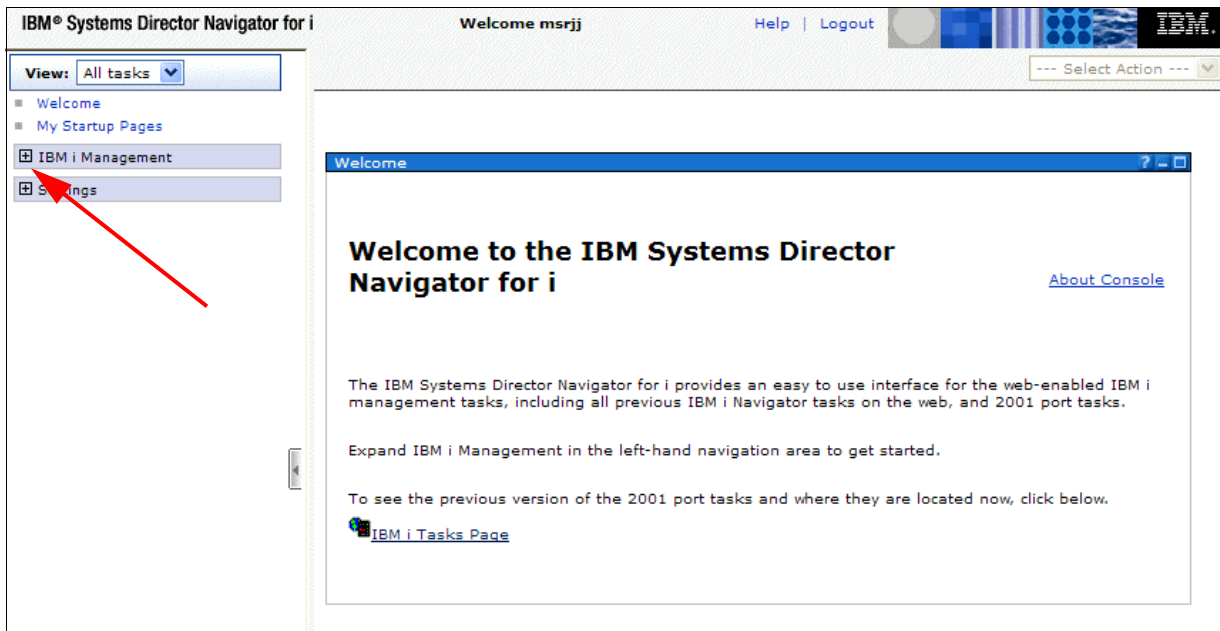 IBM® Systems Director Navigator for i
Welcome msrjj
Help | Logout
IBM.
View: All tasks
--- Select Action ---
Welcome
My Startup Pages
IBM i Management
Settings
Welcome
?
Welcome to the IBM Systems Director
Navigator for i
About Console
The IBM Systems Director Navigator for i provides an easy to use interface for the web-enabled IBM i
management tasks, including all previous IBM i Navigator tasks on the web, and 2001 port tasks.
Expand IBM i Management in the left-hand navigation area to get started.
To see the previous version of the 2001 port tasks and where they are located now, click below.
IBM i Tasks Page